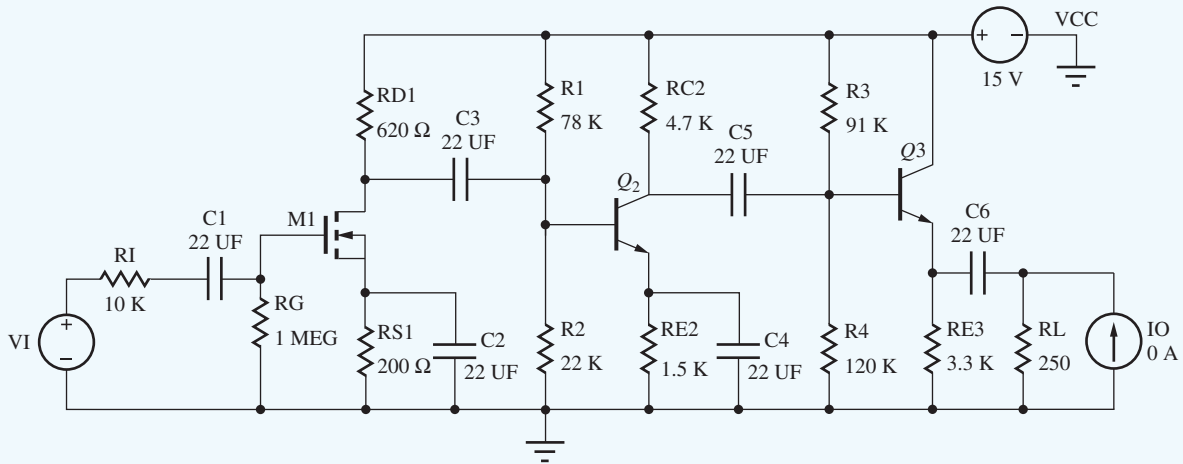 VCC
+
−
15 V
RD1
620 Ω
R1
78 K
RC2
4.7 K
R3
91 K
C3
22 UF
C5
22 UF
Q3
Q2
C1
22 UF
M1
C6
22 UF
RI
10 K
RG
1 MEG
VI
+
−
RS1
200 Ω
C2
22 UF
R2
22 K
RE2
1.5 K
C4
22 UF
R4
120 K
RE3
3.3 K
RL
250
IO
0 A